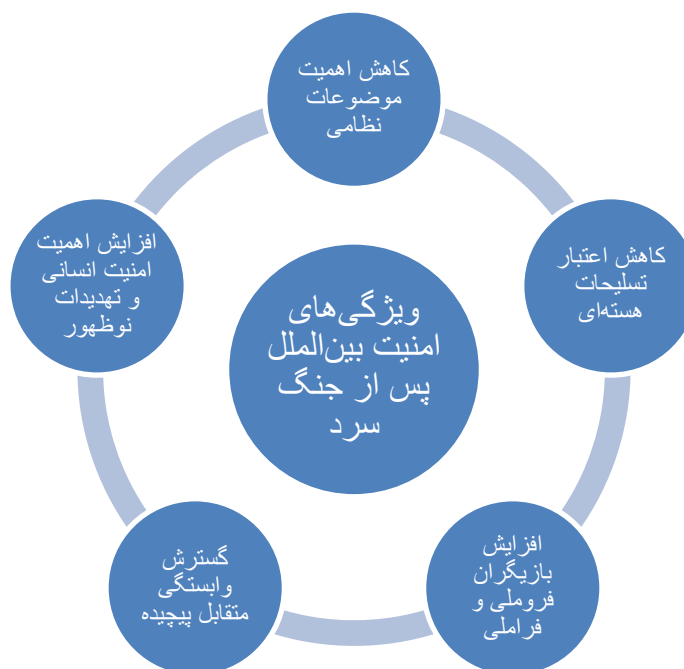 کاهش اهمیت
موضوعات
نظامی
کاهش اعتبار
تسلیحات
هسته‌ای
افزایش
بازیگران
فروملی و
فراملی
گسترش
وابستگی
متقابل پیچیده
افزایش اهمیت
امنیت انسانی
و تهدیدات
نوظهور
ویژگی‌های
امنیت بین‌الملل
پس از جنگ
سرد